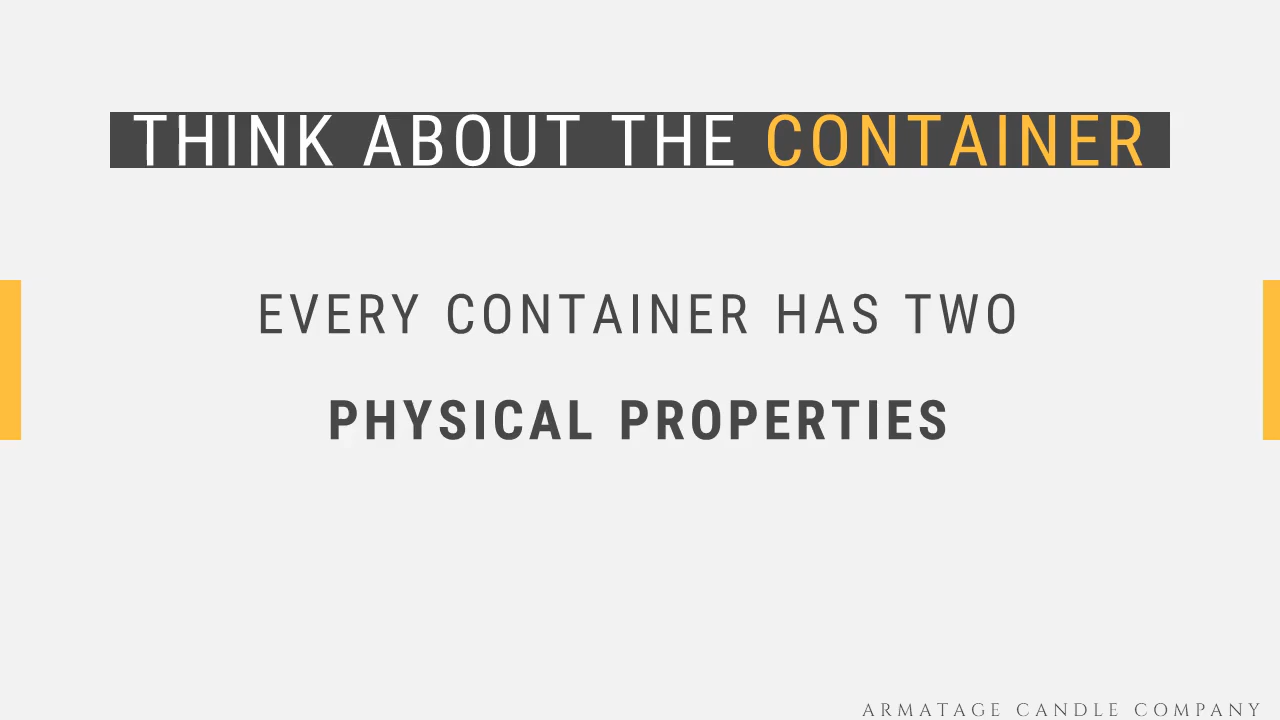 THINK ABOUT THE CONTAINER
EVERY CONTAINER HAS TWO
PHYSICAL PROPERTIES
ARMATAGE CANDLE COMPANY